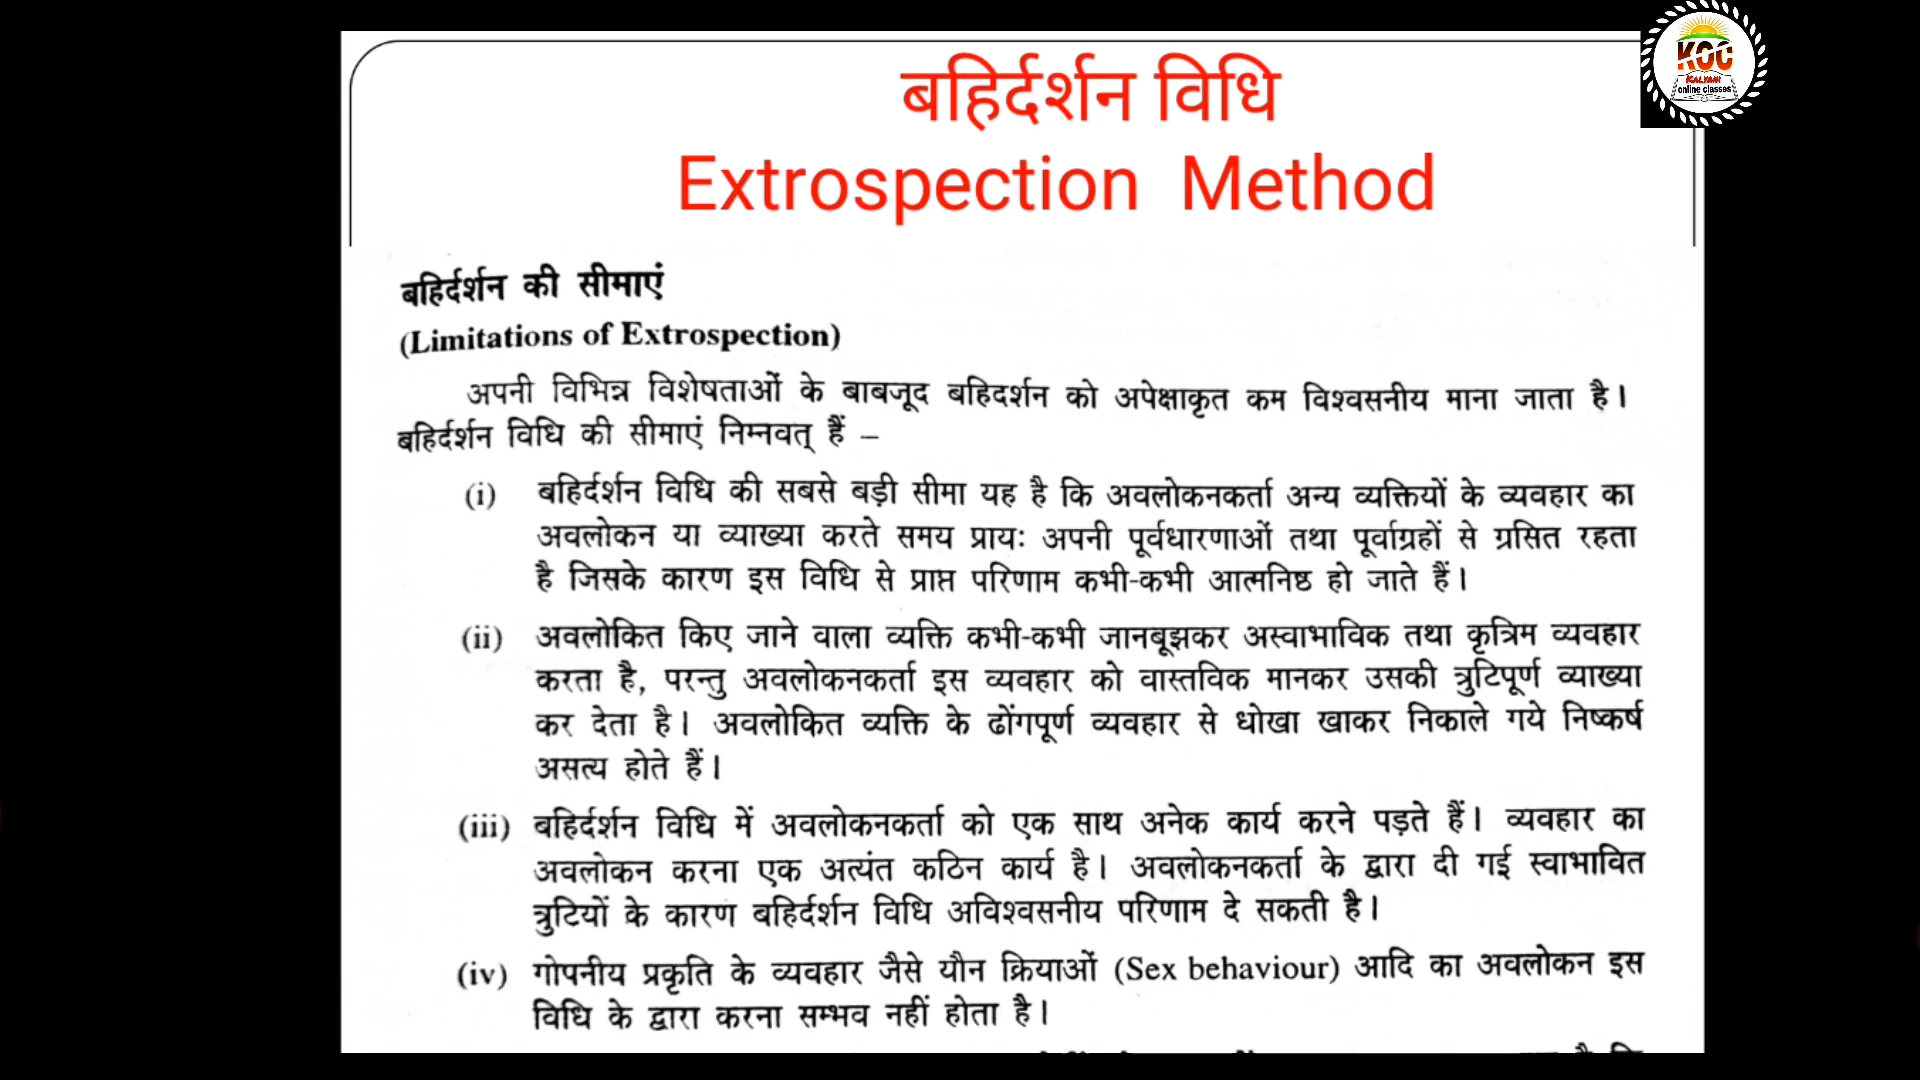 KOC
KALYANI
online classes
बहिर्दर्शन विधि
Extrospection Method
बहिर्दर्शन की सीमाएं
(Limitations of Extrospection)
अपनी विभिन्न विशेषताओं के बाबजूद बहिदर्शन को अपेक्षाकृत कम विश्वसनीय माना जाता है।
बहिर्दर्शन विधि की सीमाएं निम्नवत् हैं –
(i) बहिर्दर्शन विधि की सबसे बड़ी सीमा यह है कि अवलोकनकर्ता अन्य व्यक्तियों के व्यवहार का
अवलोकन या व्याख्या करते समय प्रायः अपनी पूर्वधारणाओं तथा पूर्वाग्रहों से ग्रसित रहता
है जिसके कारण इस विधि से प्राप्त परिणाम कभी-कभी आत्मनिष्ठ हो जाते हैं।
(ii) अवलोकित किए जाने वाला व्यक्ति कभी-कभी जानबूझकर अस्वाभाविक तथा कृत्रिम व्यवहार
करता है, परन्तु अवलोकनकर्ता इस व्यवहार को वास्तविक मानकर उसकी त्रुटिपूर्ण व्याख्या
कर देता है। अवलोकित व्यक्ति के ढोंगपूर्ण व्यवहार से धोखा खाकर निकाले गये निष्कर्ष
असत्य होते हैं।
(iii) बहिर्दर्शन विधि में अवलोकनकर्ता को एक साथ अनेक कार्य करने पड़ते हैं। व्यवहार का
अवलोकन करना एक अत्यंत कठिन कार्य है। अवलोकनकर्ता के द्वारा दी गई स्वाभावित
त्रुटियों के कारण बहिर्दर्शन विधि अविश्वसनीय परिणाम दे सकती है।
(iv) गोपनीय प्रकृति के व्यवहार जैसे यौन क्रियाओं (Sex behaviour) आदि का अवलोकन इस
विधि के द्वारा करना सम्भव नहीं होता है।